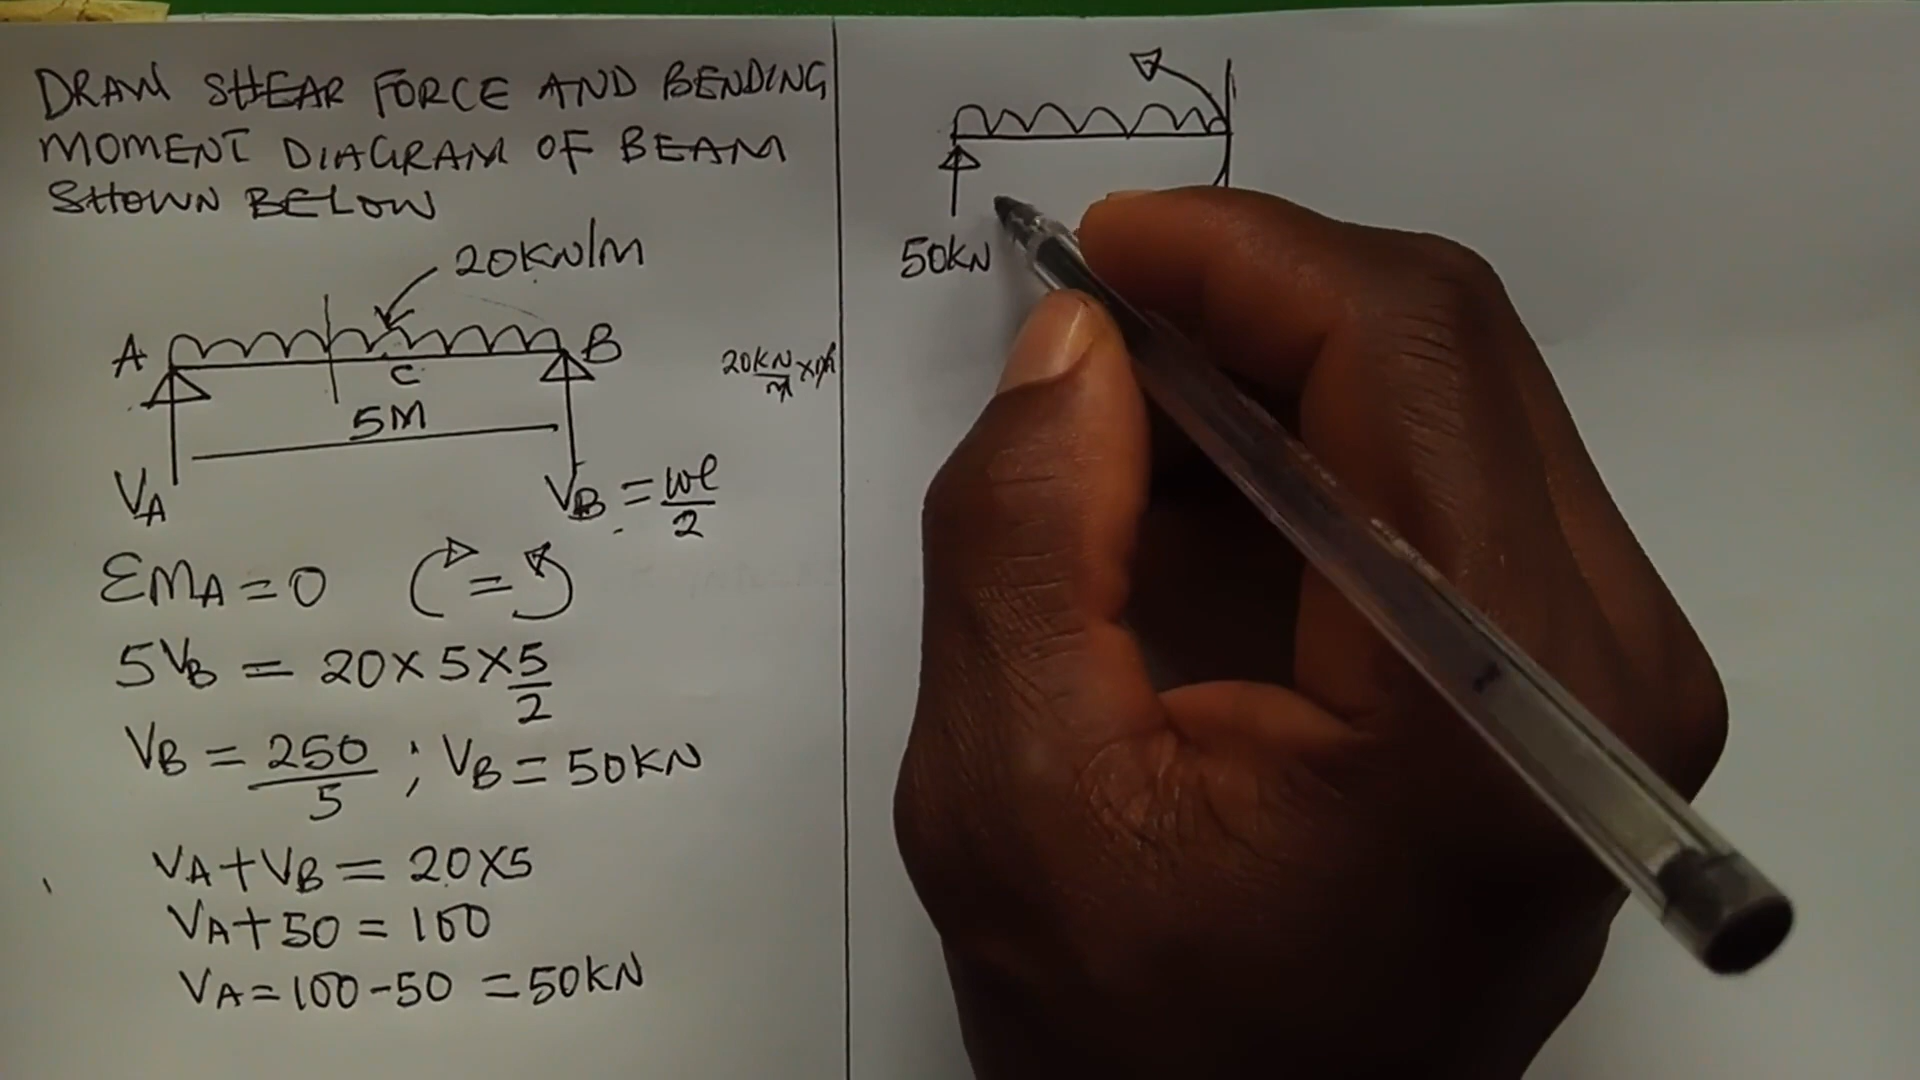 DRAW SHEAR FORCE AND BENDING
MOMENT DIAGRAM OF BEAM
SHOWN BELOW
20KN/M
A B
C
5M
VA VB = wl/2
20KN/M ×
ΣMA = 0 ( = )
5VB = 20 × 5 × 5/2
VB = 250/5 ; VB = 50KN
VA + VB = 20 × 5
VA + 50 = 100
VA = 100 - 50 = 50KN
50KN